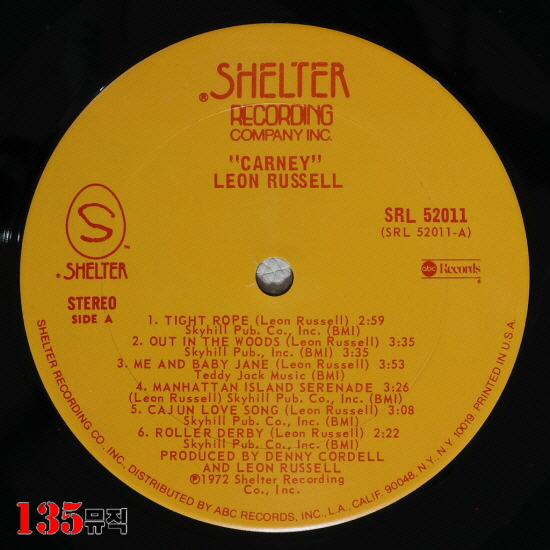 ® SHELTER
RECORDING
COMPANY INC.
"CARNEY"
LEON RUSSELL
S
TM
® SHELTER
SRL 52011
(SRL 52011-A)
abc Records
STEREO
SIDE A
1. TIGHT ROPE (Leon Russell) 2:59
Skyhill Pub. Co., Inc. (BMI)
2. OUT IN THE WOODS (Leon Russell) 3:35
Skyhill Pub., Inc. (BMI) 3:35
3. ME AND BABY JANE (Leon Russell) 3:53
Teddy Jack Music (BMI)
4. MANHATTAN ISLAND SERENADE 3:26
(Leon Russell) Skyhill Pub. Co., Inc. (BMI)
5. CAJUN LOVE SONG (Leon Russell) 3:08
Skyhill Pub. Co., Inc. (BMI)
6. ROLLER DERBY (Leon Russell) 2:22
Skyhill Pub. Co., Inc. (BMI)
PRODUCED BY DENNY CORDELL
AND LEON RUSSELL
℗1972 Shelter Recording
Co., Inc.
SHELTER RECORDING CO., INC., DISTRIBUTED BY ABC RECORDS, INC., L.A., CALIF. 90048, N.Y., N.Y. 10019. PRINTED IN U.S.A.
135뮤직